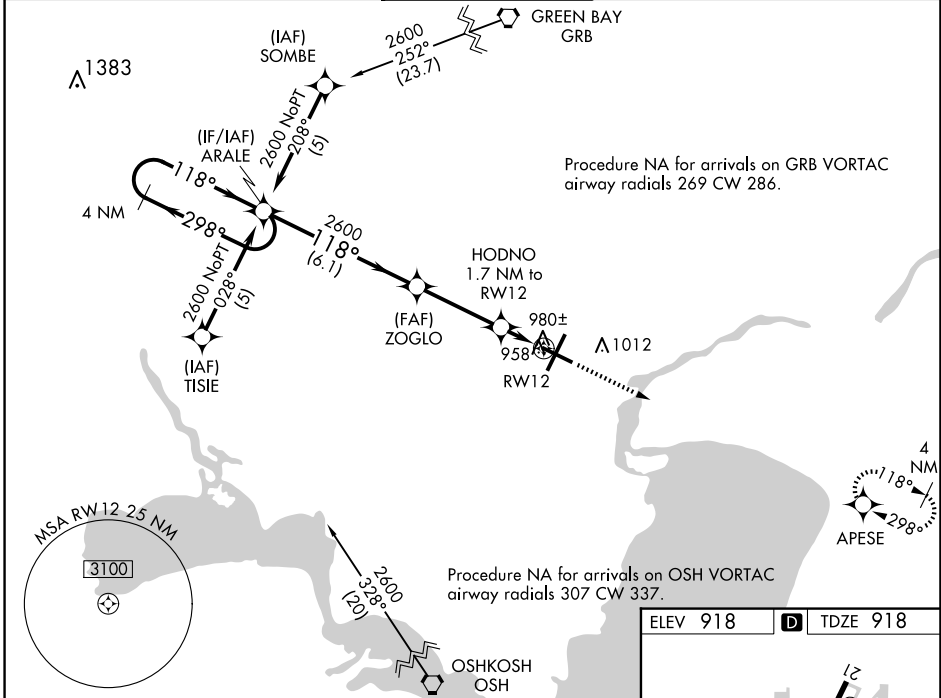 GREEN BAY
GRB
2600
252°
(23.7)
(IAF)
SOMBE
1383
2600 NoPT
208°
(5)
(IF/IAF)
ARALE
Procedure NA for arrivals on GRB VORTAC
airway radials 269 CW 286.
118°
4 NM
298°
2600
118°
(6.1)
2600 NoPT
028°
(5)
HODNO
1.7 NM to
RW12
(FAF)
ZOGLO
980±
958
1012
RW12
(IAF)
TISIE
4
NM
118°
298°
APESE
MSA RW12 25 NM
3100
2600
328°
(20)
Procedure NA for arrivals on OSH VORTAC
airway radials 307 CW 337.
OSHKOSH
OSH
ELEV 918
D
TDZE 918
21